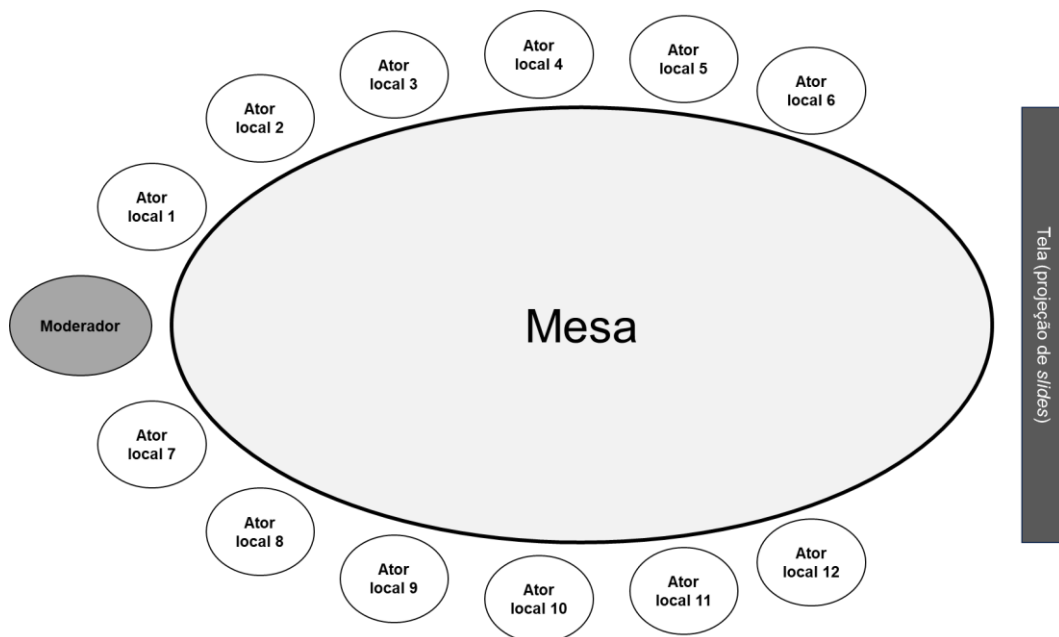 Ator
local 4
Ator
local 5
Ator
local 3
Ator
local 6
Ator
local 2
Ator
local 1
Moderador
Mesa
Tela (projeção de slides)
Ator
local 7
Ator
local 8
Ator
local 9
Ator
local 10
Ator
local 11
Ator
local 12